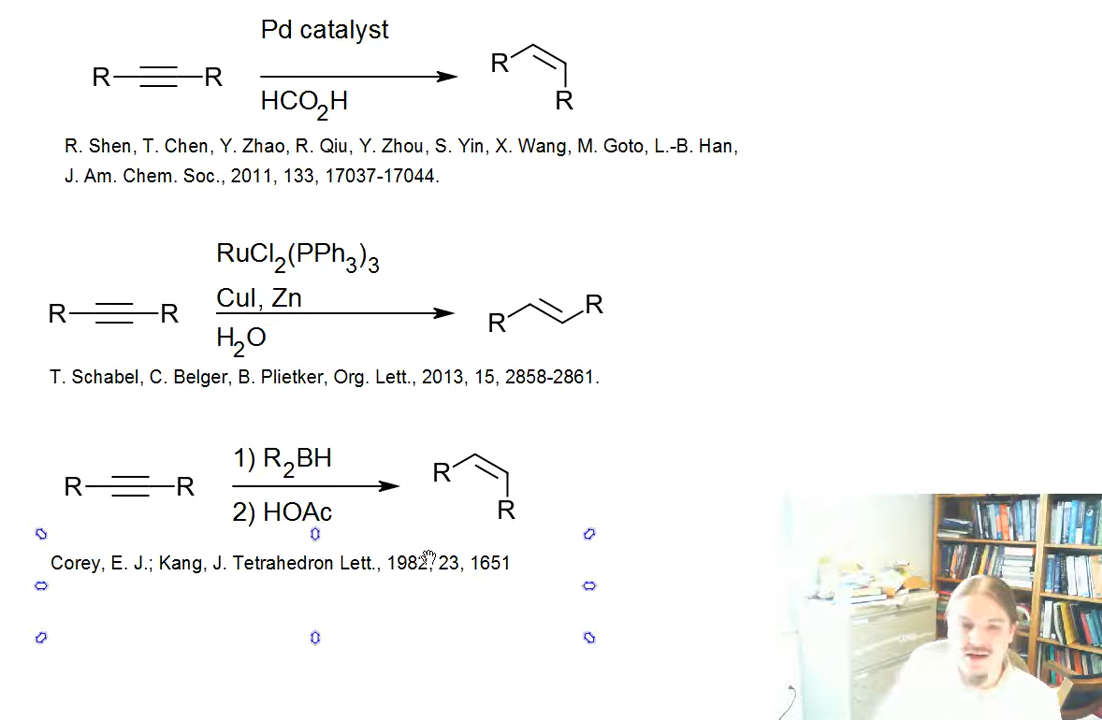 Pd catalyst
R R
HCO2H
R
R
R. Shen, T. Chen, Y. Zhao, R. Qiu, Y. Zhou, S. Yin, X. Wang, M. Goto, L.-B. Han,
J. Am. Chem. Soc., 2011, 133, 17037-17044.
RuCl2(PPh3)3
CuI, Zn
R R
H2O
R
R
T. Schabel, C. Belger, B. Plietker, Org. Lett., 2013, 15, 2858-2861.
1) R2BH
R R
2) HOAc
R
R
Corey, E. J.; Kang, J. Tetrahedron Lett., 1982, 23, 1651